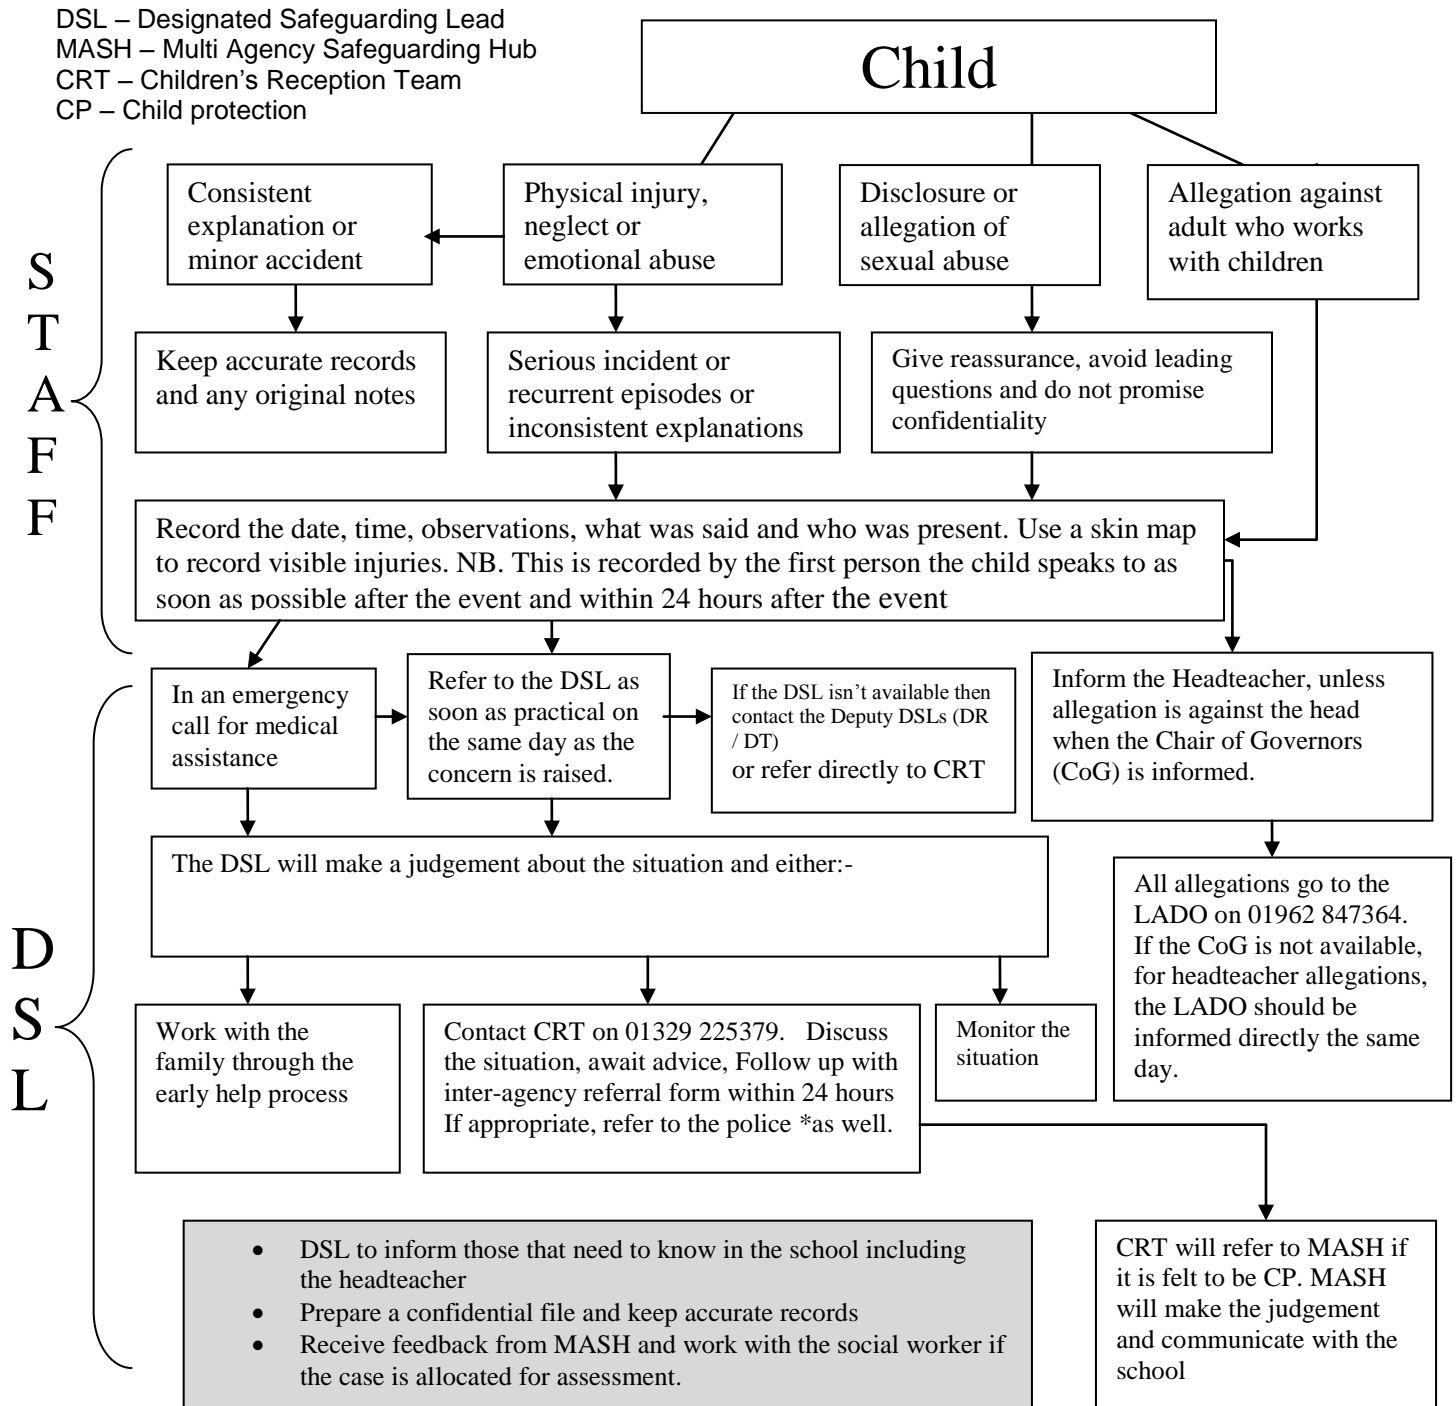 DSL – Designated Safeguarding Lead
MASH – Multi Agency Safeguarding Hub
CRT – Children's Reception Team
CP – Child protection
Child
S
T
A
F
F
Consistent
explanation or
minor accident
Physical injury,
neglect or
emotional abuse
Disclosure or
allegation of
sexual abuse
Allegation against
adult who works
with children
Keep accurate records
and any original notes
Serious incident or
recurrent episodes or
inconsistent explanations
Give reassurance, avoid leading
questions and do not promise
confidentiality
Record the date, time, observations, what was said and who was present. Use a skin map
to record visible injuries. NB. This is recorded by the first person the child speaks to as
soon as possible after the event and within 24 hours after the event
D
S
L
In an emergency
call for medical
assistance
Refer to the DSL as
soon as practical on
the same day as the
concern is raised.
If the DSL isn't available then
contact the Deputy DSLs (DR
/ DT)
or refer directly to CRT
Inform the Headteacher, unless
allegation is against the head
when the Chair of Governors
(CoG) is informed.
The DSL will make a judgement about the situation and either:-
All allegations go to the
LADO on 01962 847364.
If the CoG is not available,
for headteacher allegations,
the LADO should be
informed directly the same
day.
Work with the
family through the
early help process
Contact CRT on 01329 225379. Discuss
the situation, await advice, Follow up with
inter-agency referral form within 24 hours
If appropriate, refer to the police *as well.
Monitor the
situation
• DSL to inform those that need to know in the school including
the headteacher
• Prepare a confidential file and keep accurate records
• Receive feedback from MASH and work with the social worker if
the case is allocated for assessment.
CRT will refer to MASH if
it is felt to be CP. MASH
will make the judgement
and communicate with the
school